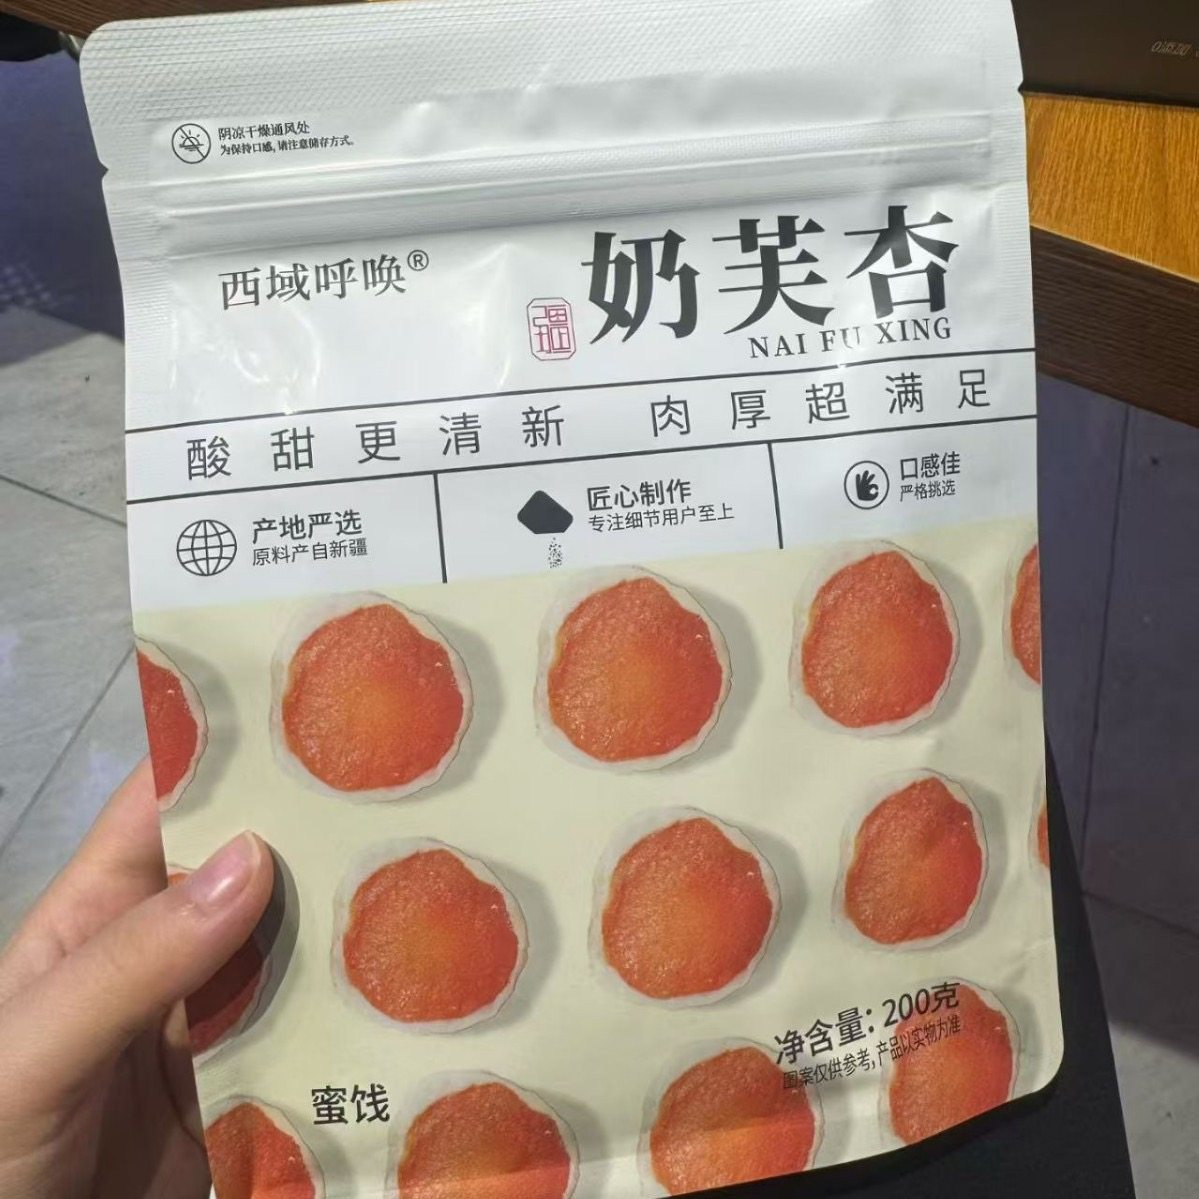 阴凉干燥通风处
为保持口感,请注意储存方式。
西域呼唤®
疆
奶芙杏
NAI FU XING
酸甜更清新 肉厚超满足
产地严选
原料产自新疆
匠心制作
专注细节用户至上
口感佳
严格挑选
净含量:200克
图案仅供参考,产品以实物为准
蜜饯